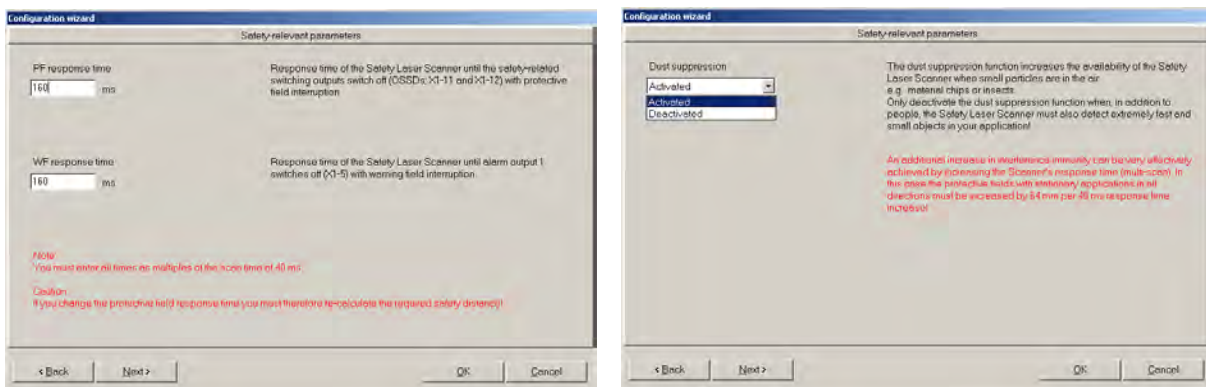 Configuration wizard
Safety-relevant parameters
PF response time
160 ms
Response time of the Safety Laser Scanner until the safety-related
switching outputs switch off (OSSDs: X1-11 and X1-12) with protective
field interruption
WF response time
160 ms
Response time of the Safety Laser Scanner until alarm output 1
switches off (X1-5) with warning field interruption.
Note
You must enter all times as multiples of the scan time of 40 ms
Caution
If you change the protective field response time you must therefore re-calculate the required safety distance!
< Back Next > OK Cancel
Configuration wizard
Safety-relevant parameters
Dust suppression
Activated
Activated
Deactivated
The dust suppression function increases the availability of the Safety
Laser Scanner when small particles are in the air
e.g. material chips or insects.
Only deactivate the dust suppression function when, in addition to
people, the Safety Laser Scanner must also detect extremely fast and
small objects in your application!
An additional increase in interference immunity can be very effectively
achieved by increasing the Scanner's response time (multi-scan). In
this case the protective fields with stationary applications in all
directions must be increased by 64 mm per 40 ms response time
increase!
< Back Next > OK Cancel